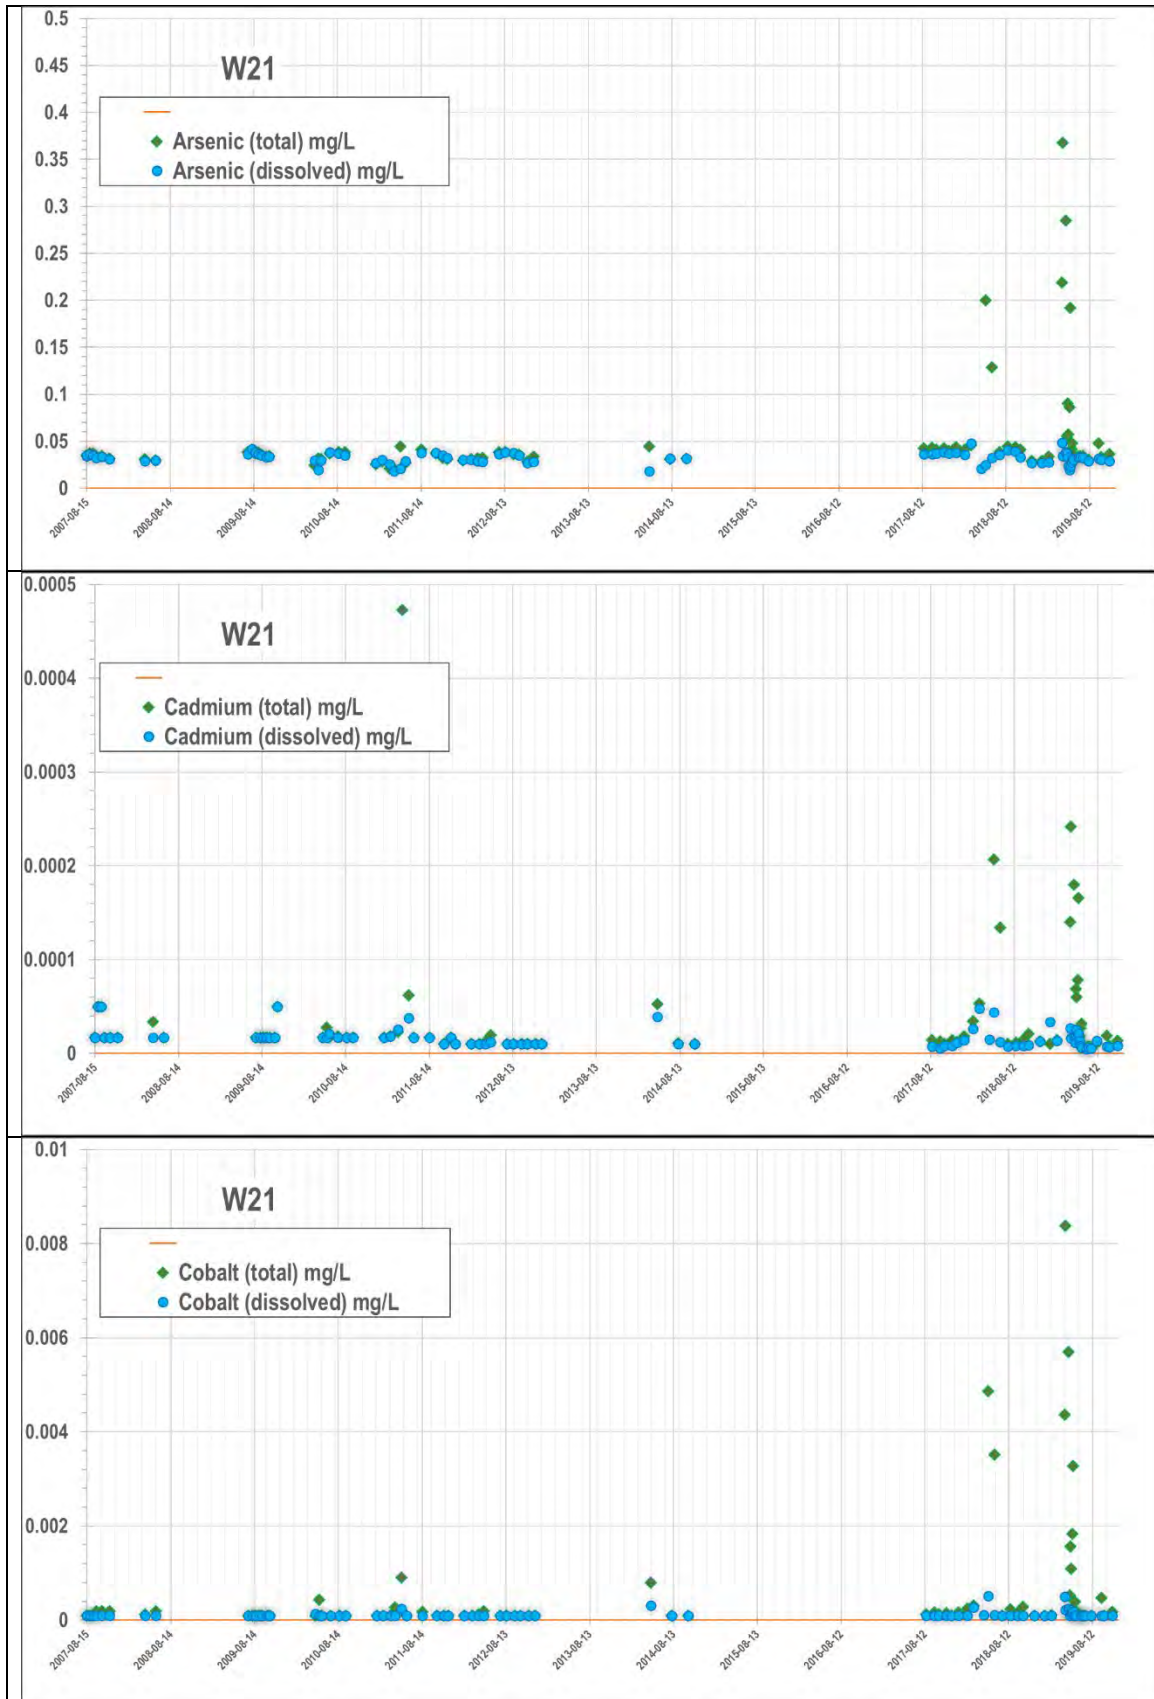 0.5
0.45
W21
0.4
Arsenic (total) mg/L
0.35
Arsenic (dissolved) mg/L
0.3
0.25
0.2
0.15
0.1
0.05
0
2007-08-15 2008-08-14 2009-08-14 2010-08-14 2011-08-14 2012-08-13 2013-08-13 2014-08-13 2015-08-13 2016-08-12 2017-08-12 2018-08-12 2019-08-12
0.0005
W21
0.0004
Cadmium (total) mg/L
Cadmium (dissolved) mg/L
0.0003
0.0002
0.0001
0
2007-08-15 2008-08-14 2009-08-14 2010-08-14 2011-08-14 2012-08-13 2013-08-13 2014-08-13 2015-08-13 2016-08-12 2017-08-12 2018-08-12 2019-08-12
0.01
W21
0.008
Cobalt (total) mg/L
Cobalt (dissolved) mg/L
0.006
0.004
0.002
0
2007-08-15 2008-08-14 2009-08-14 2010-08-14 2011-08-14 2012-08-13 2013-08-13 2014-08-13 2015-08-13 2016-08-12 2017-08-12 2018-08-12 2019-08-12